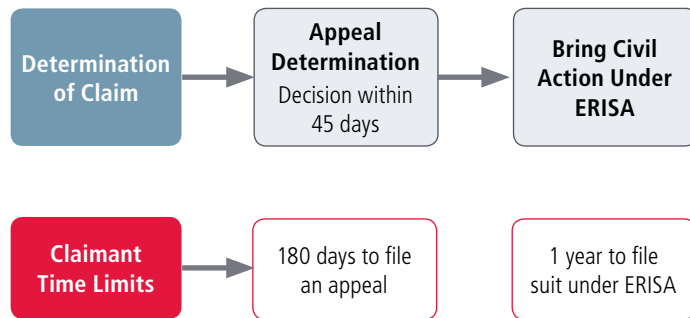 Determination
of Claim
Appeal
Determination
Decision within
45 days
Bring Civil
Action Under
ERISA
Claimant
Time Limits
180 days to file
an appeal
1 year to file
suit under ERISA